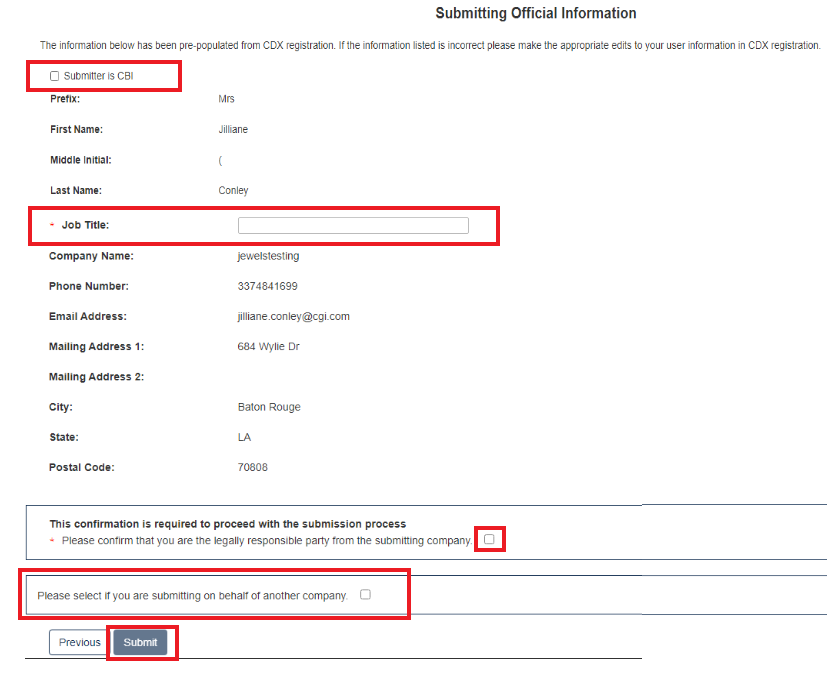 Submitting Official Information
The information below has been pre-populated from CDX registration. If the information listed is incorrect please make the appropriate edits to your user information in CDX registration.
Submitter is CBI
Prefix: Mrs
First Name: Jilliane
Middle Initial: (
Last Name: Conley
* Job Title:
Company Name: jewelstesting
Phone Number: 3374841699
Email Address: jilliane.conley@cgi.com
Mailing Address 1: 684 Wylie Dr
Mailing Address 2:
City: Baton Rouge
State: LA
Postal Code: 70808
This confirmation is required to proceed with the submission process
* Please confirm that you are the legally responsible party from the submitting company.
Please select if you are submitting on behalf of another company.
Previous Submit